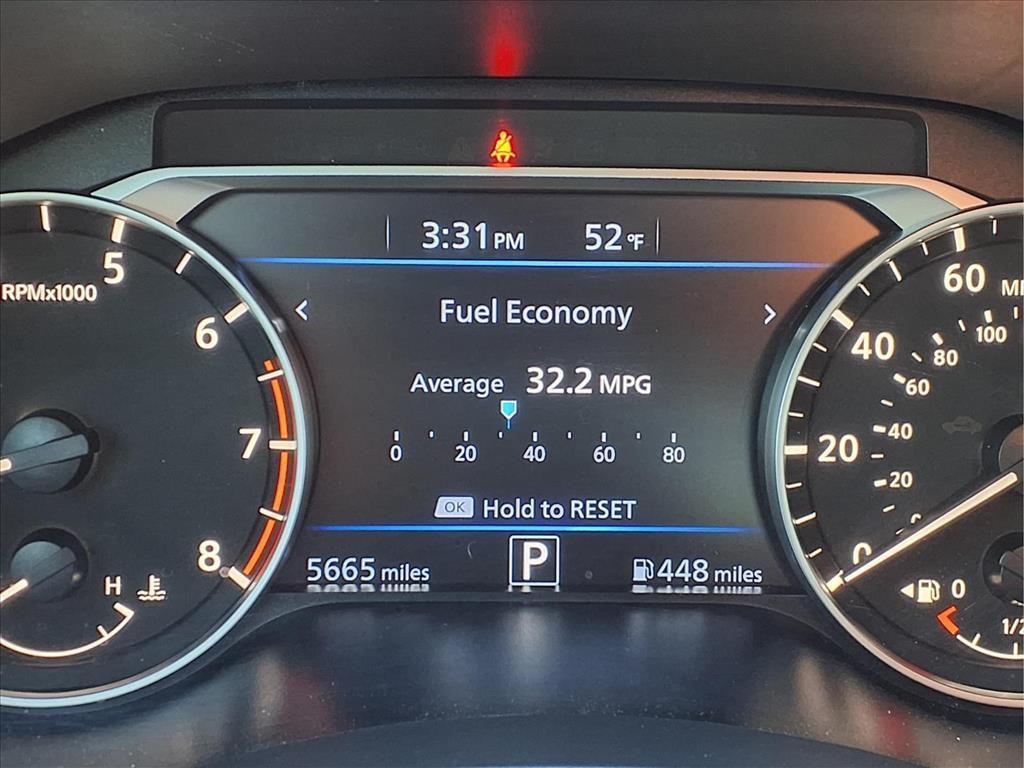 3:31 PM 52°F
< Fuel Economy >
Average 32.2 MPG
0 20 40 60 80
OK Hold to RESET
5665 miles P 448 miles
5
RPMx1000
6
7
8
H
60
40
20
0
100
80
60
40
20
0
1/2